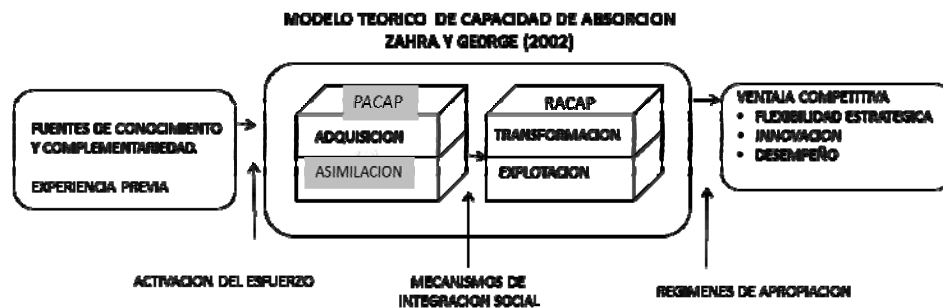 MODELO TEORICO DE CAPACIDAD DE ABSORCION
ZAHRA Y GEORGE (2002)
FUENTES DE CONOCIMIENTO
Y COMPLEMENTARIEDAD.
EXPERIENCIA PREVIA
PACAP
ADQUISICION
ASIMILACION
RACAP
TRANSFORMACION
EXPLOTACION
VENTAJA COMPETITIVA
• FLEXIBILIDAD ESTRATEGICA
• INNOVACION
• DESEMPEÑO
ACTIVACION DEL ESFUERZO
MECANISMOS DE
INTEGRACION SOCIAL
REGIMENES DE APROPIACION